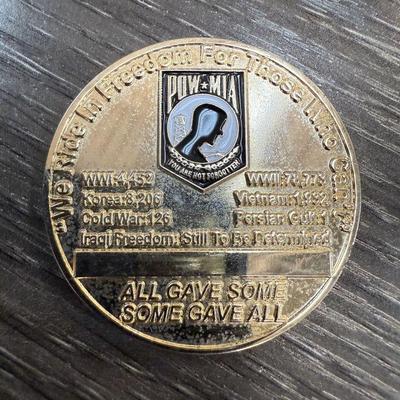 "We Ride In Freedom For Those Who Can't"
POW★MIA
YOU ARE NOT FORGOTTEN
WWI:4,452 WWII:78,773
Korea:8,206 Vietnam:1,992
Cold War:126 Persian Gulf:1
Iraqi Freedom: Still To Be Determined
ALL GAVE SOME
SOME GAVE ALL